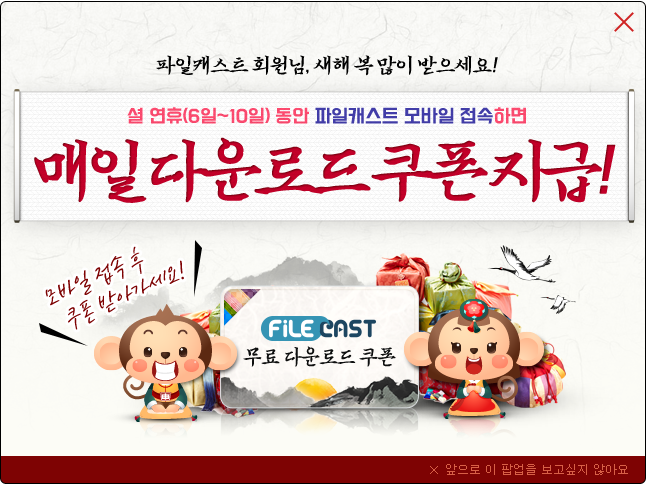 파일캐스트 회원님, 새해 복 많이 받으세요!
설 연휴(6일~10일) 동안 파일캐스트 모바일 접속하면
매일 다운로드 쿠폰 지급!
모바일 접속 후
쿠폰 받아가세요!
FiLECAST
무료 다운로드 쿠폰
× 앞으로 이 팝업을 보고싶지 않아요